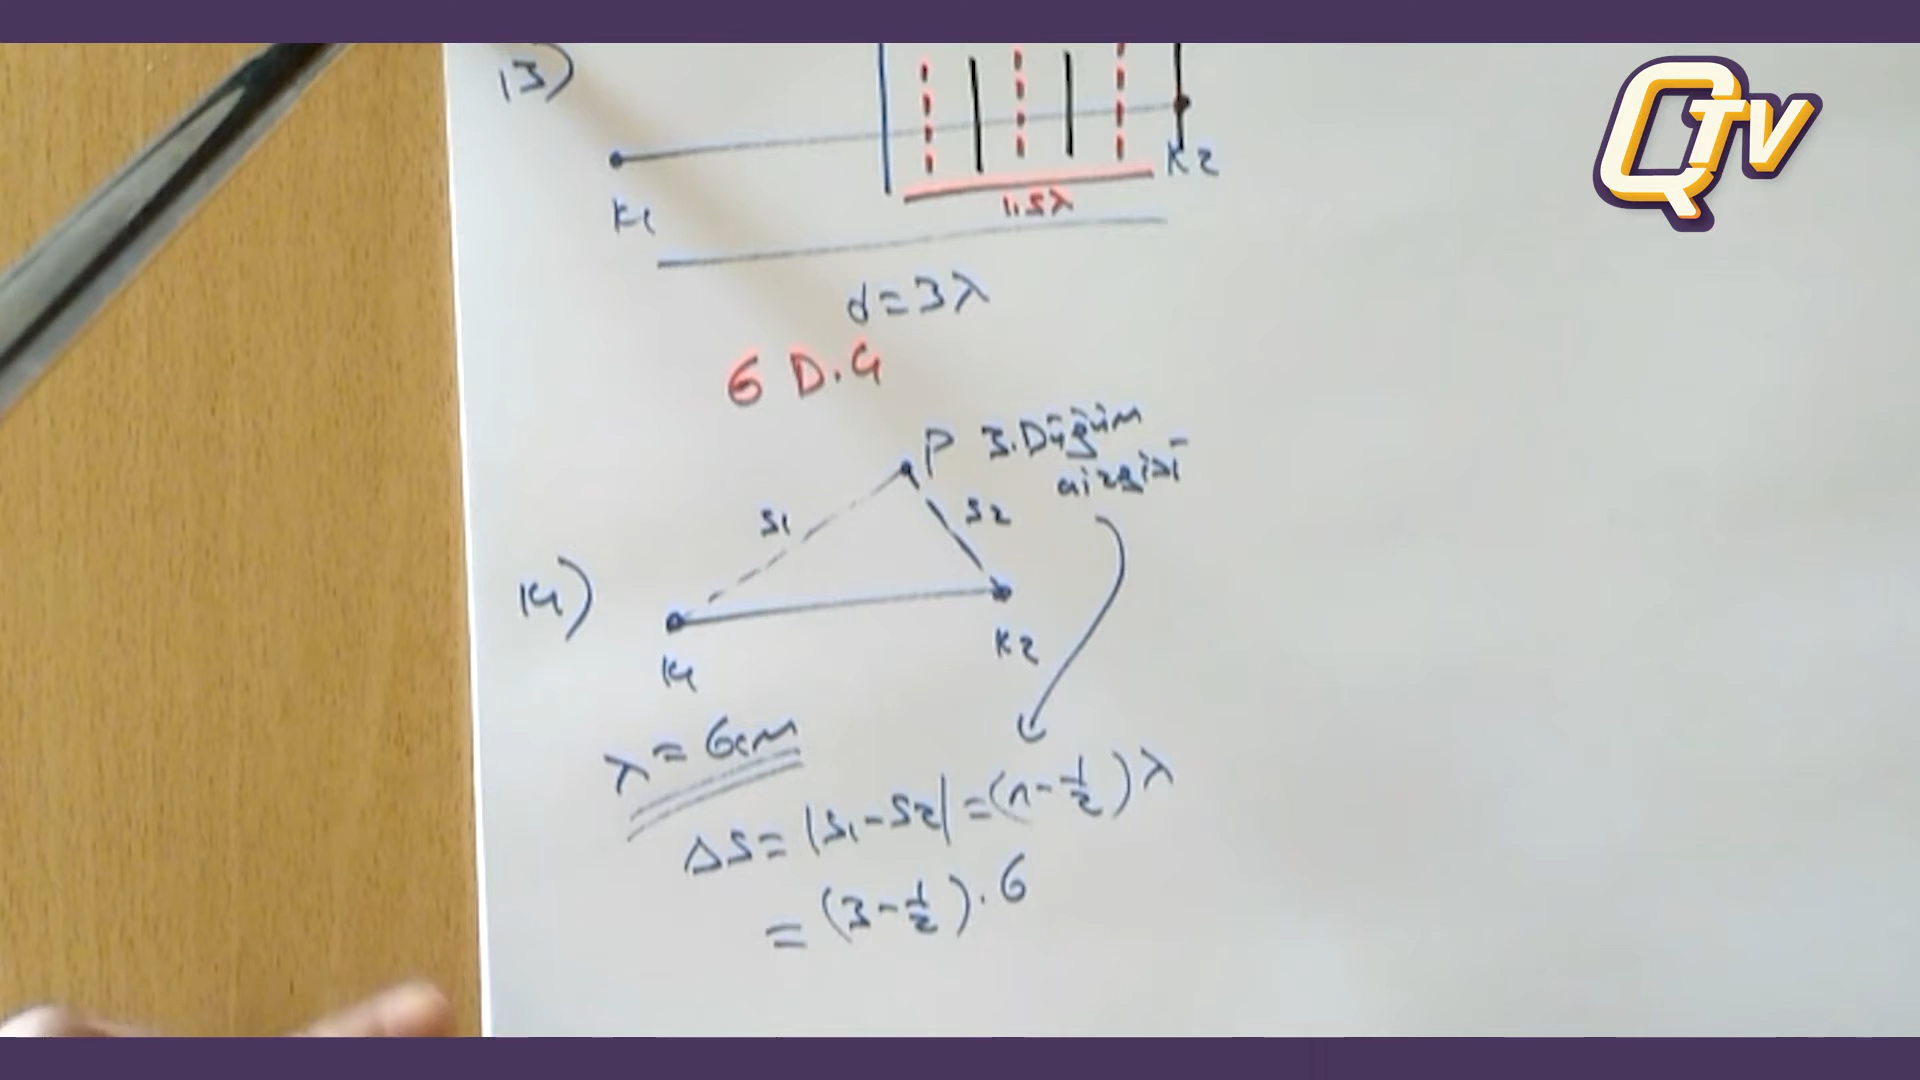 QTV
13)
K1
K2
1.5λ
d=3λ
6 D.G
P 3.Düğüm
çizgisi
S1
S2
14)
K1
K2
λ=6cm
ΔS=|S1-S2|=(n-1/2)λ
=(3-1/2).6